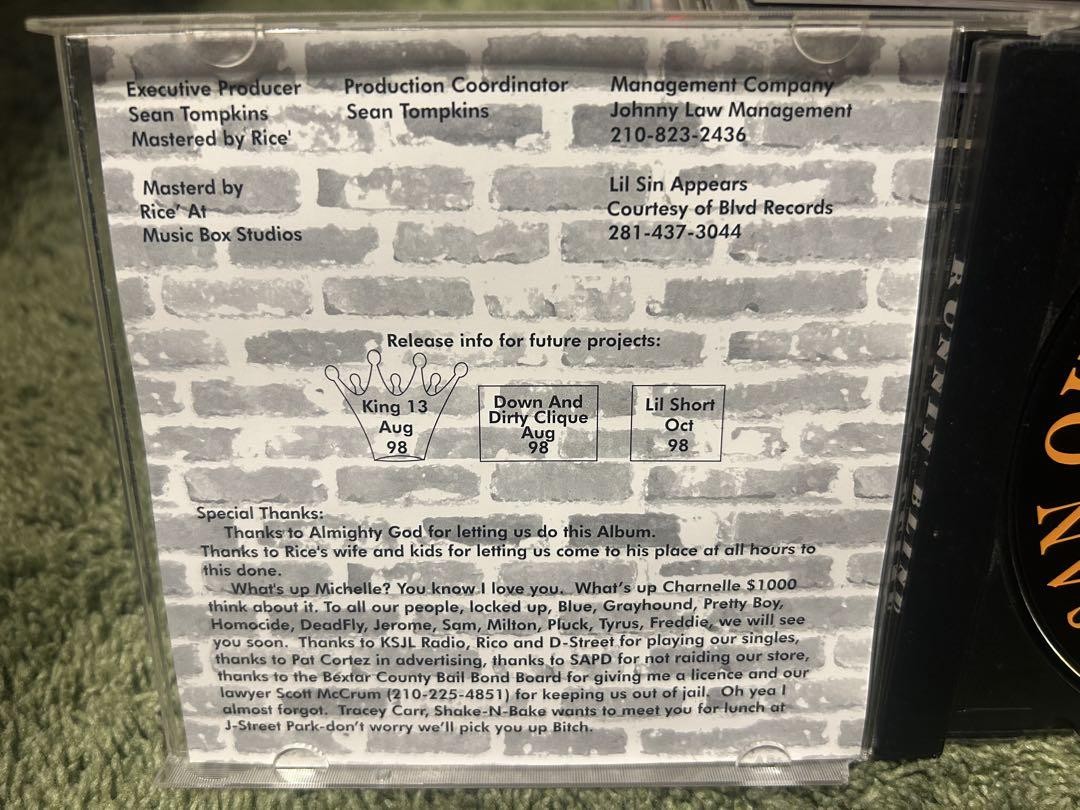 Executive Producer
Sean Tompkins
Mastered by Rice'
Production Coordinator
Sean Tompkins
Management Company
Johnny Law Management
210-823-2436
Masterd by
Rice' At
Music Box Studios
Lil Sin Appears
Courtesy of Blvd Records
281-437-3044
Release info for future projects:
King 13
Aug
98
Down And
Dirty Clique
Aug
98
Lil Short
Oct
98
Special Thanks:
Thanks to Almighty God for letting us do this Album.
Thanks to Rice's wife and kids for letting us come to his place at all hours to
this done.
What's up Michelle? You know I love you. What's up Charnelle $1000
think about it. To all our people, locked up, Blue, Grayhound, Pretty Boy,
Homocide, DeadFly, Jerome, Sam, Milton, Pluck, Tyrus, Freddie, we will see
you soon. Thanks to KSJL Radio, Rico and D-Street for playing our singles,
thanks to Pat Cortez in advertising, thanks to SAPD for not raiding our store,
thanks to the Bextar County Bail Bond Board for giving me a licence and our
lawyer Scott McCrum (210-225-4851) for keeping us out of jail. Oh yea I
almost forgot. Tracey Carr, Shake-N-Bake wants to meet you for lunch at
J-Street Park-don't worry we'll pick you up Bitch.